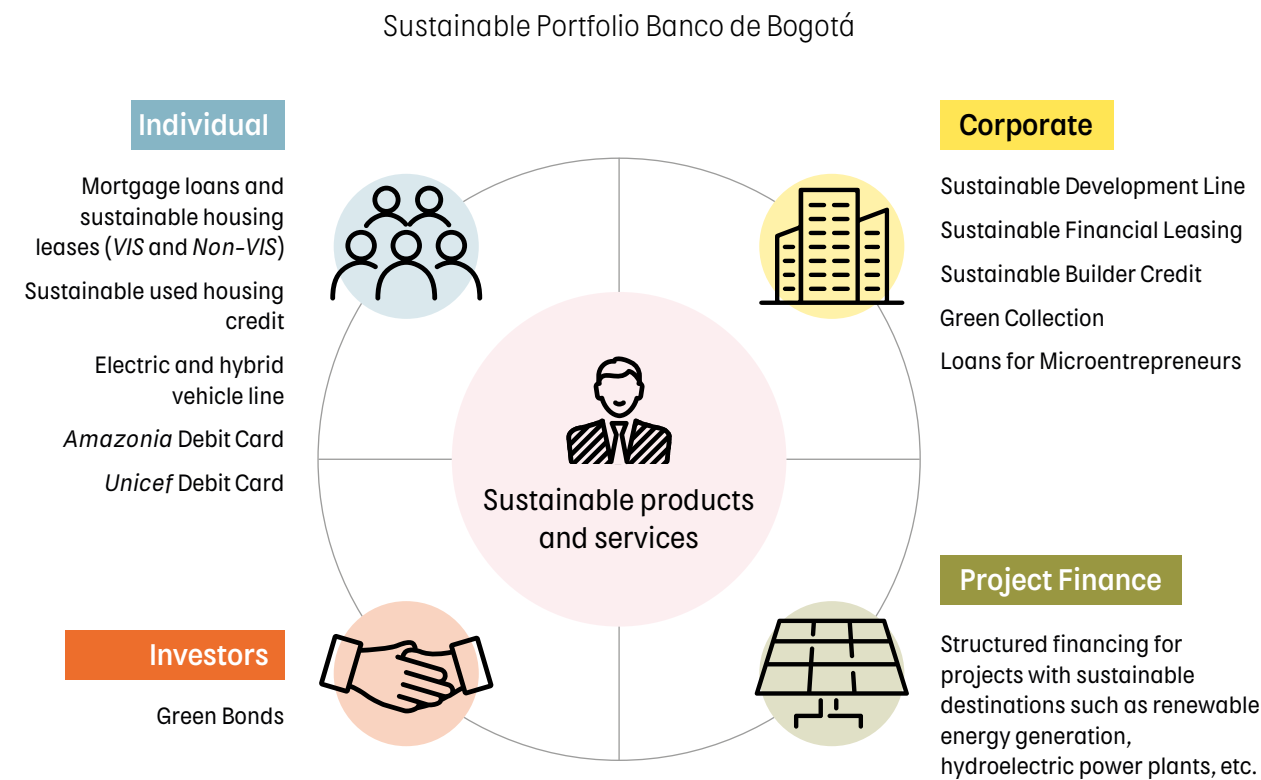 Sustainable Portfolio Banco de Bogotá
Individual
Mortgage loans and
sustainable housing
leases (VIS and Non-VIS)
Sustainable used housing
credit
Electric and hybrid
vehicle line
Amazonia Debit Card
Unicef Debit Card
Corporate
Sustainable Development Line
Sustainable Financial Leasing
Sustainable Builder Credit
Green Collection
Loans for Microentrepreneurs
Sustainable products
and services
Investors
Green Bonds
Project Finance
Structured financing for
projects with sustainable
destinations such as renewable
energy generation,
hydroelectric power plants, etc.